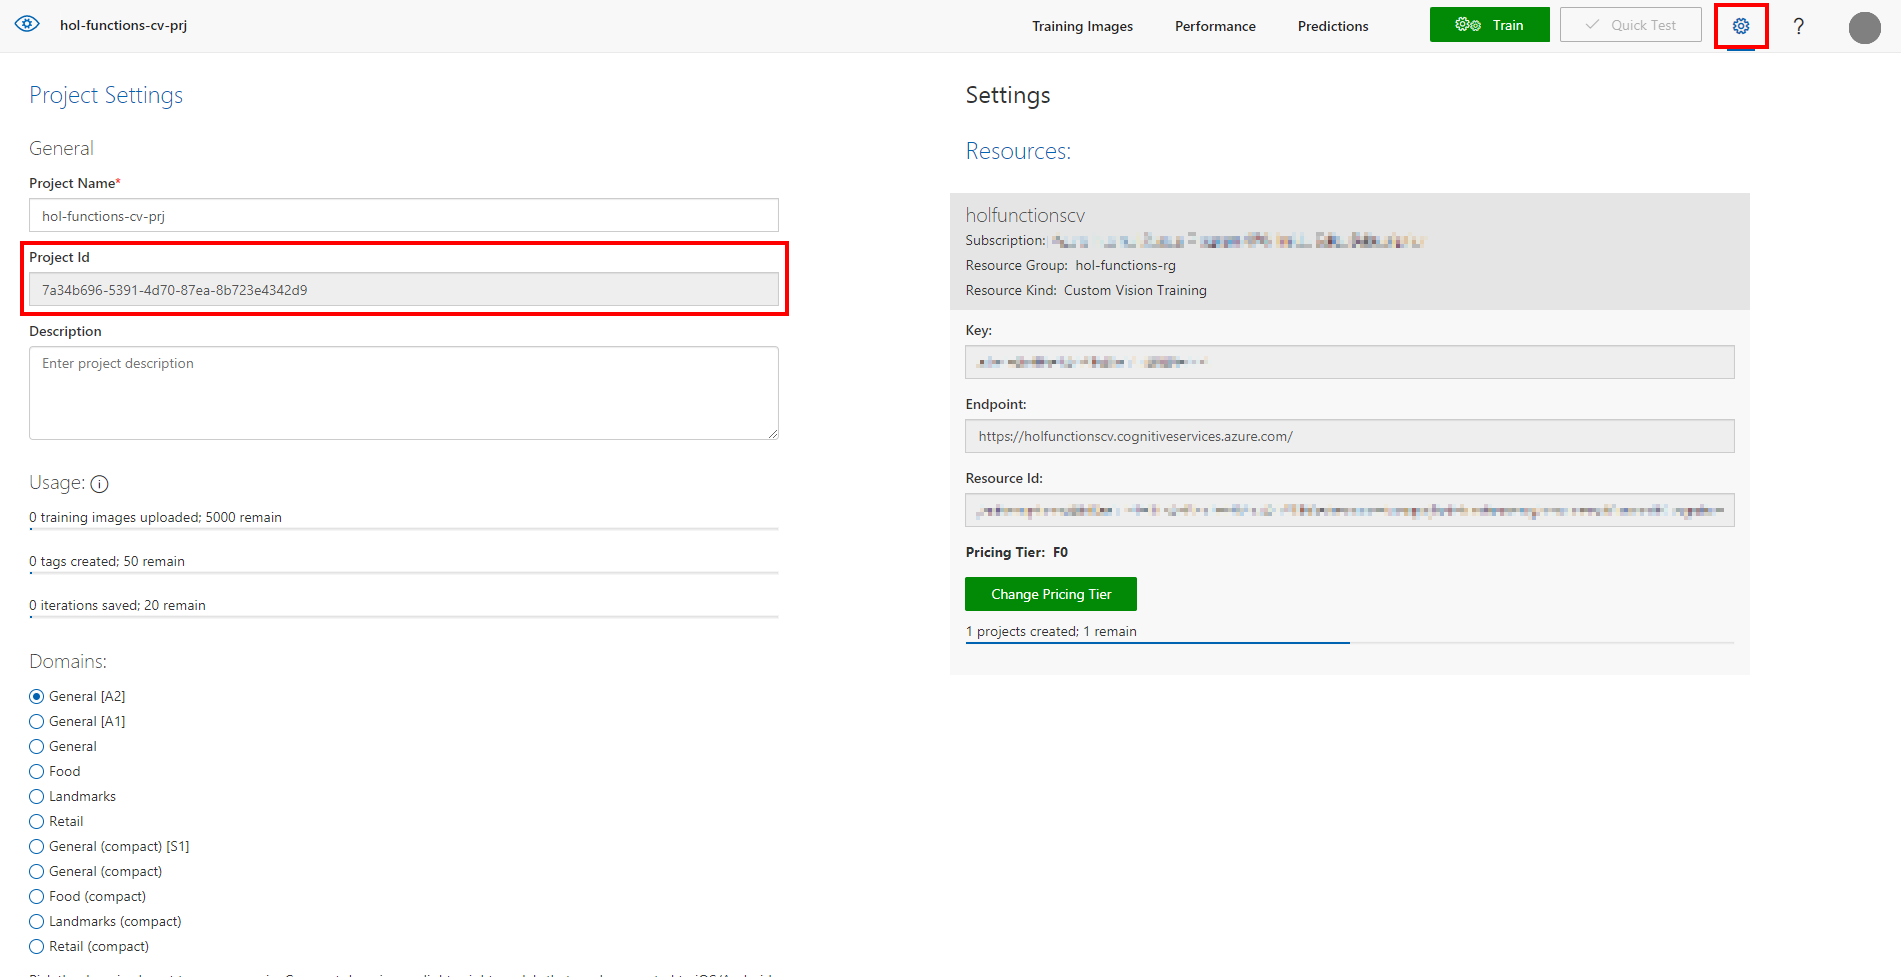 hol-functions-cv-prj
Training Images
Performance
Predictions
Train
Quick Test
?
Project Settings
General
Project Name*
hol-functions-cv-prj
Project Id
7a34b696-5391-4d70-87ea-8b723e4342d9
Description
Enter project description
Usage:
0 training images uploaded; 5000 remain
0 tags created; 50 remain
0 iterations saved; 20 remain
Domains:
General [A2]
General [A1]
General
Food
Landmarks
Retail
General (compact) [S1]
General (compact)
Food (compact)
Landmarks (compact)
Retail (compact)
Settings
Resources:
holfunctionscv
Subscription:
Resource Group: hol-functions-rg
Resource Kind: Custom Vision Training
Key:
Endpoint:
https://holfunctionscv.cognitiveservices.azure.com/
Resource Id:
Pricing Tier: F0
Change Pricing Tier
1 projects created; 1 remain